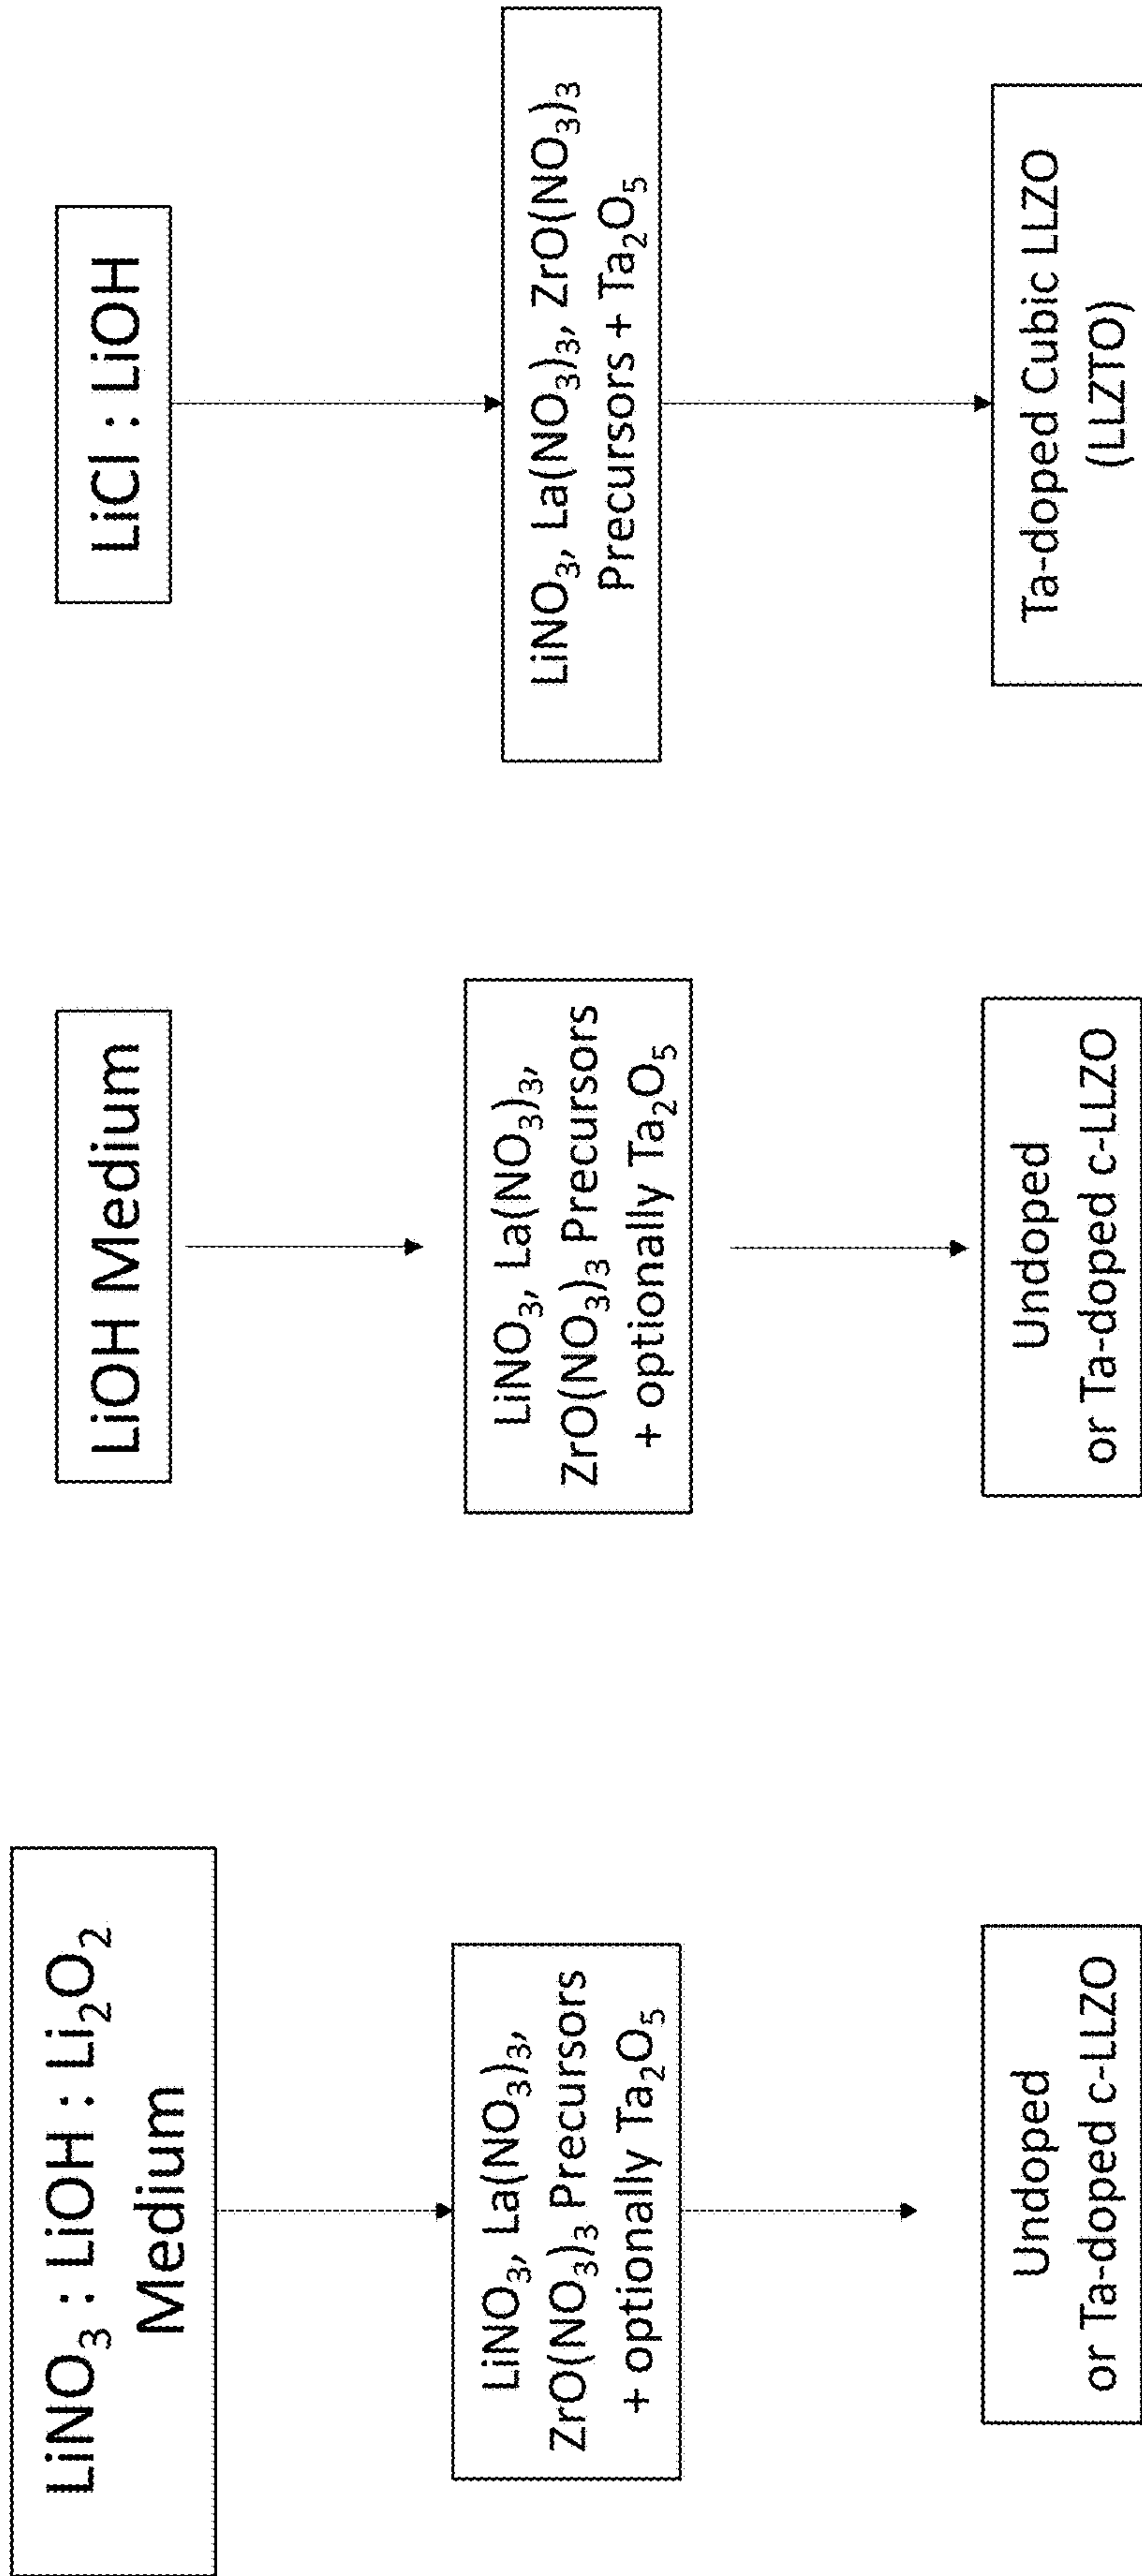 LiNO₃ : LiOH : Li₂O₂
Medium
LiNO₃, La(NO₃)₃,
ZrO(NO₃)₃ Precursors
+ optionally Ta₂O₅
Undoped
or Ta-doped c-LLZO
LiOH Medium
LiNO₃, La(NO₃)₃,
ZrO(NO₃)₃ Precursors
+ optionally Ta₂O₅
Undoped
or Ta-doped c-LLZO
LiCl : LiOH
LiNO₃, La(NO₃)₃, ZrO(NO₃)₃
Precursors + Ta₂O₅
Ta-doped Cubic LLZO
(LLZTO)